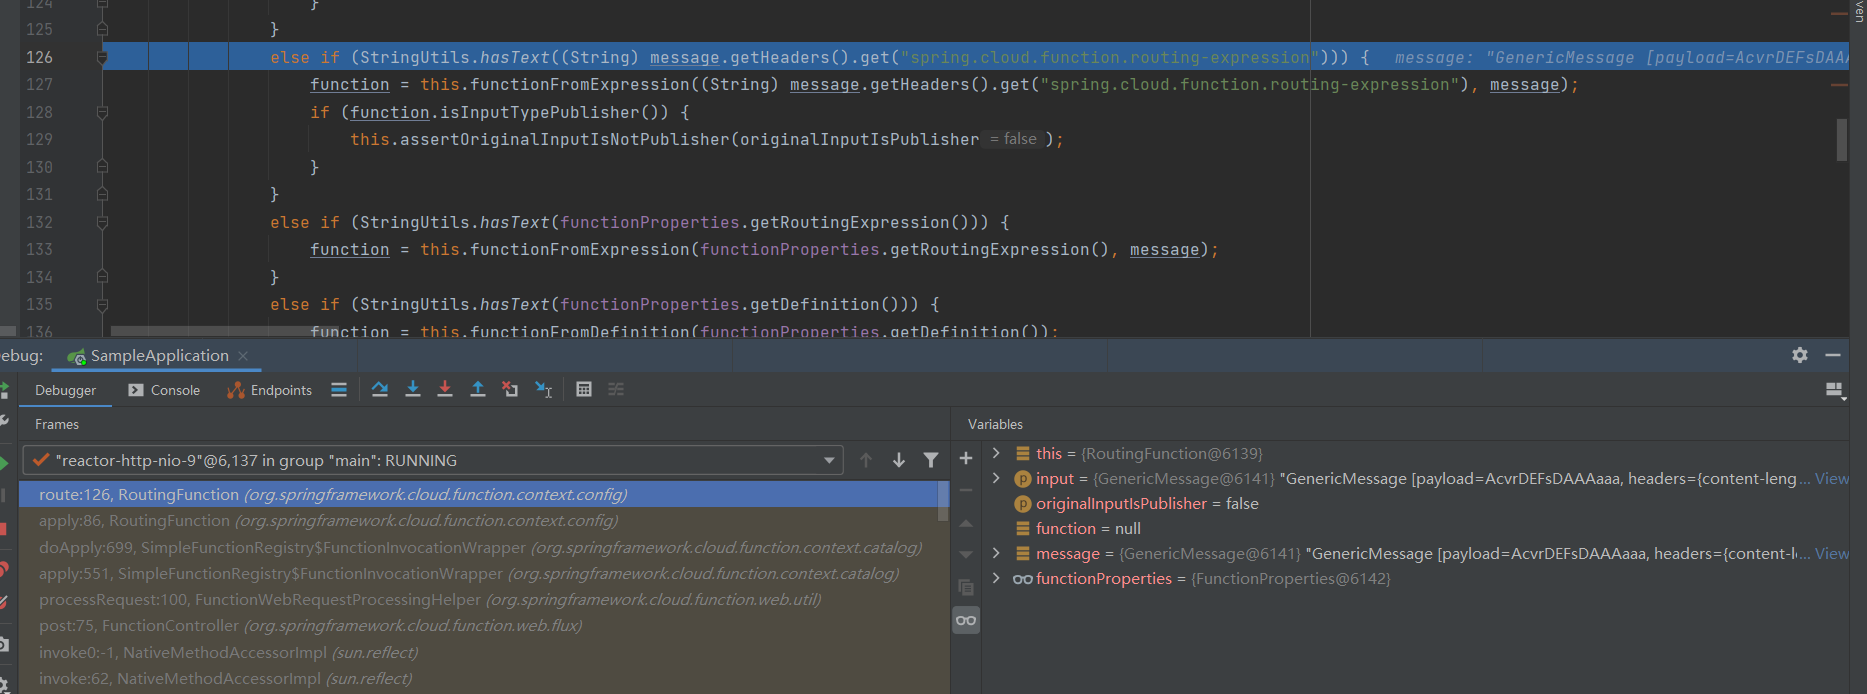 124 }
125 }
126 else if (StringUtils.hasText((String) message.getHeaders().get("spring.cloud.function.routing-expression"))) { message: "GenericMessage [payload=AcvrDEFsDAAA
127 function = this.functionFromExpression((String) message.getHeaders().get("spring.cloud.function.routing-expression"), message);
128 if (function.isInputTypePublisher()) {
129 this.assertOriginalInputIsNotPublisher(originalInputIsPublisher = false );
130 }
131 }
132 else if (StringUtils.hasText(functionProperties.getRoutingExpression())) {
133 function = this.functionFromExpression(functionProperties.getRoutingExpression(), message);
134 }
135 else if (StringUtils.hasText(functionProperties.getDefinition())) {
136 function = this.functionFromDefinition(functionProperties.getDefinition());
ven
ebug: SampleApplication
Debugger Console Endpoints
Frames
"reactor-http-nio-9"@6,137 in group "main": RUNNING
route:126, RoutingFunction (org.springframework.cloud.function.context.config)
apply:86, RoutingFunction (org.springframework.cloud.function.context.config)
doApply:699, SimpleFunctionRegistry$FunctionInvocationWrapper (org.springframework.cloud.function.context.catalog)
apply:551, SimpleFunctionRegistry$FunctionInvocationWrapper (org.springframework.cloud.function.context.catalog)
processRequest:100, FunctionWebRequestProcessingHelper (org.springframework.cloud.function.web.util)
post:75, FunctionController (org.springframework.cloud.function.web.flux)
invoke0:-1, NativeMethodAccessorImpl (sun.reflect)
invoke:62, NativeMethodAccessorImpl (sun.reflect)
Variables
this = {RoutingFunction@6139}
input = {GenericMessage@6141} "GenericMessage [payload=AcvrDEFsDAAAaaa, headers={content-leng... View
originalInputIsPublisher = false
function = null
message = {GenericMessage@6141} "GenericMessage [payload=AcvrDEFsDAAAaaa, headers={content-l... View
functionProperties = {FunctionProperties@6142}